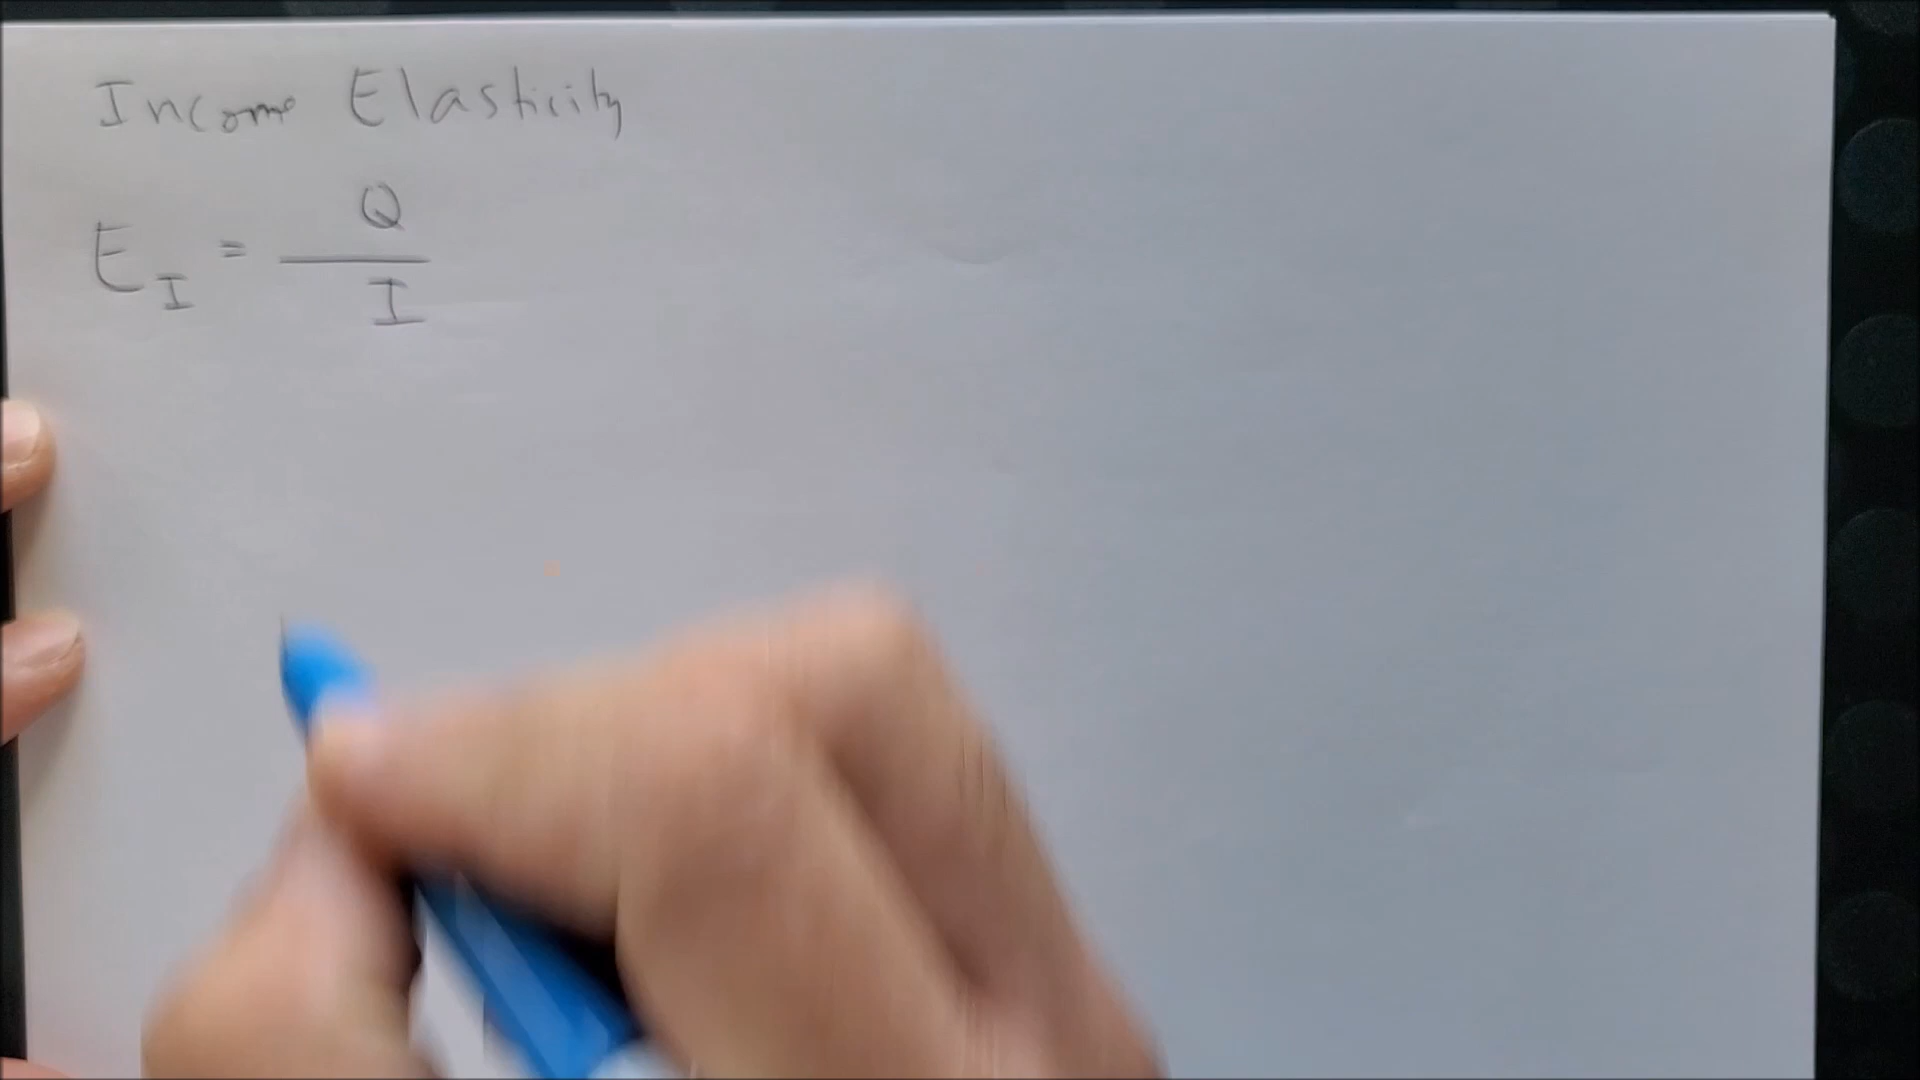 Income Elasticity
E_I = Q / I